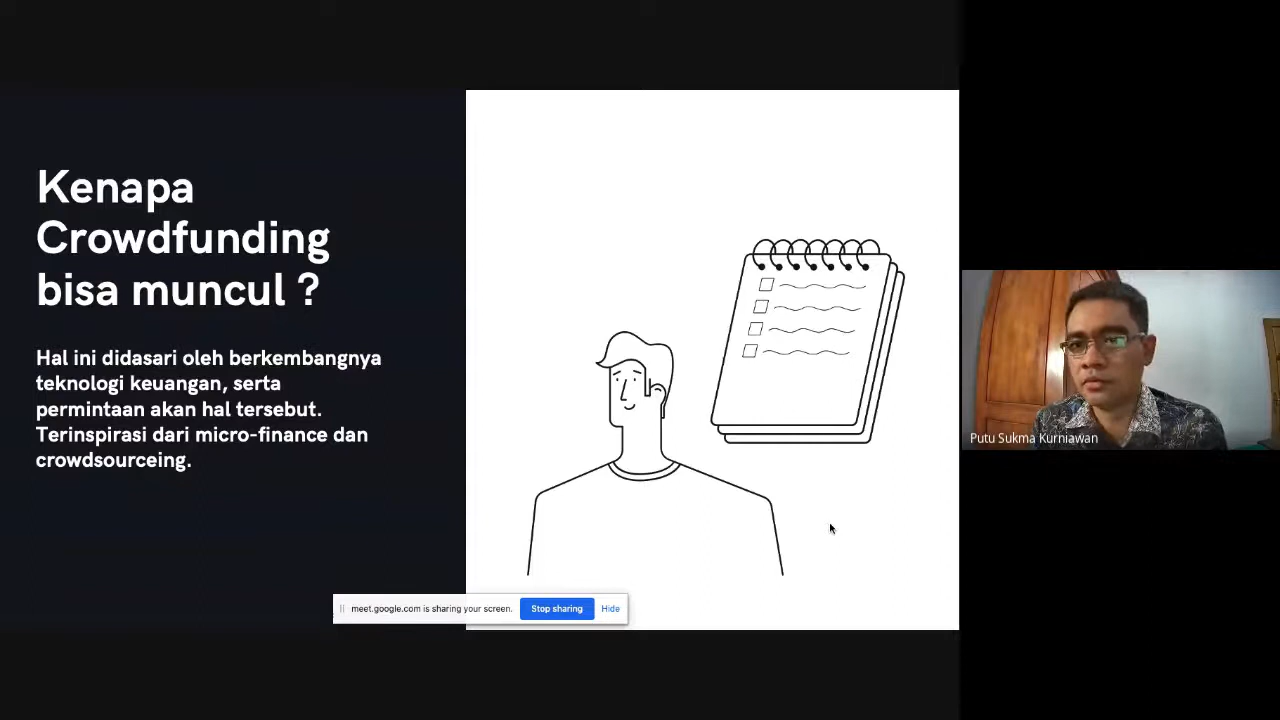 Kenapa
Crowdfunding
bisa muncul ?
Hal ini didasari oleh berkembangnya
teknologi keuangan, serta
permintaan akan hal tersebut.
Terinspirasi dari micro-finance dan
crowdsourceing.
meet.google.com is sharing your screen.
Stop sharing
Hide
Putu Sukma Kurniawan